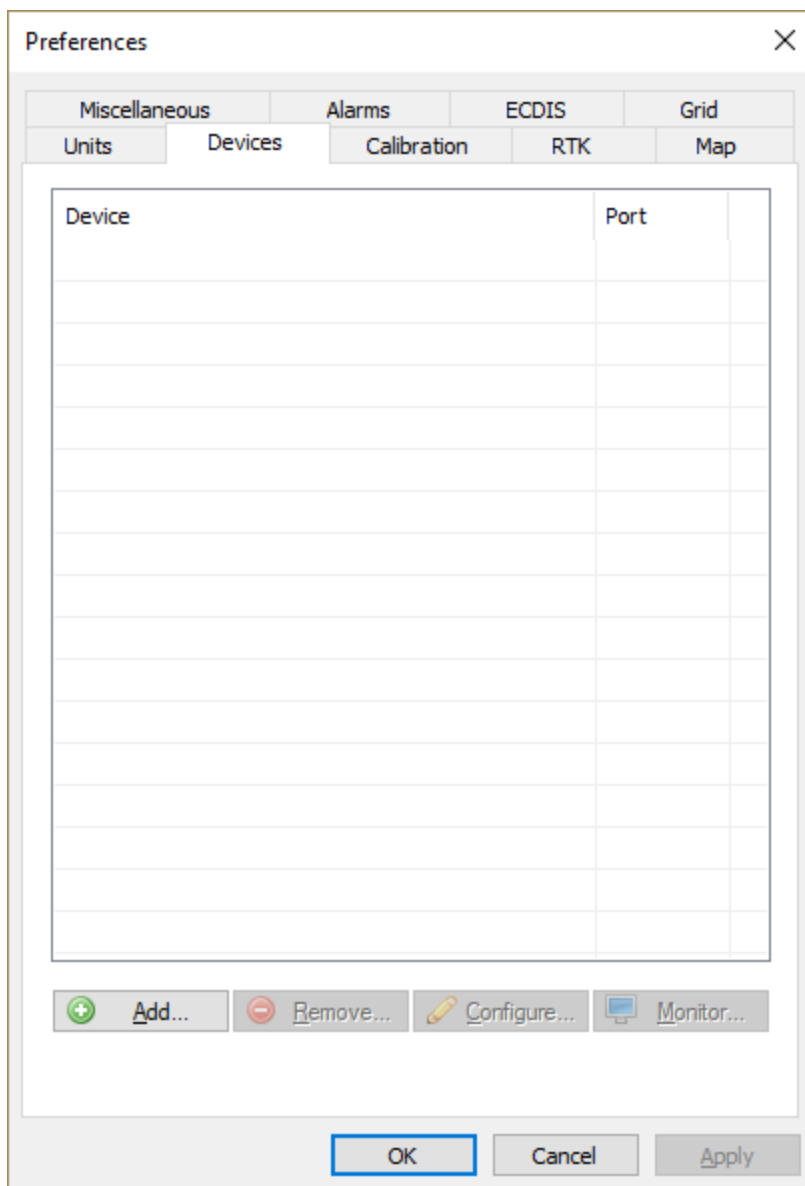 Preferences
Miscellaneous Alarms ECDIS Grid
Units Devices Calibration RTK Map
Device Port
Add... Remove... Configure... Monitor...
OK Cancel Apply